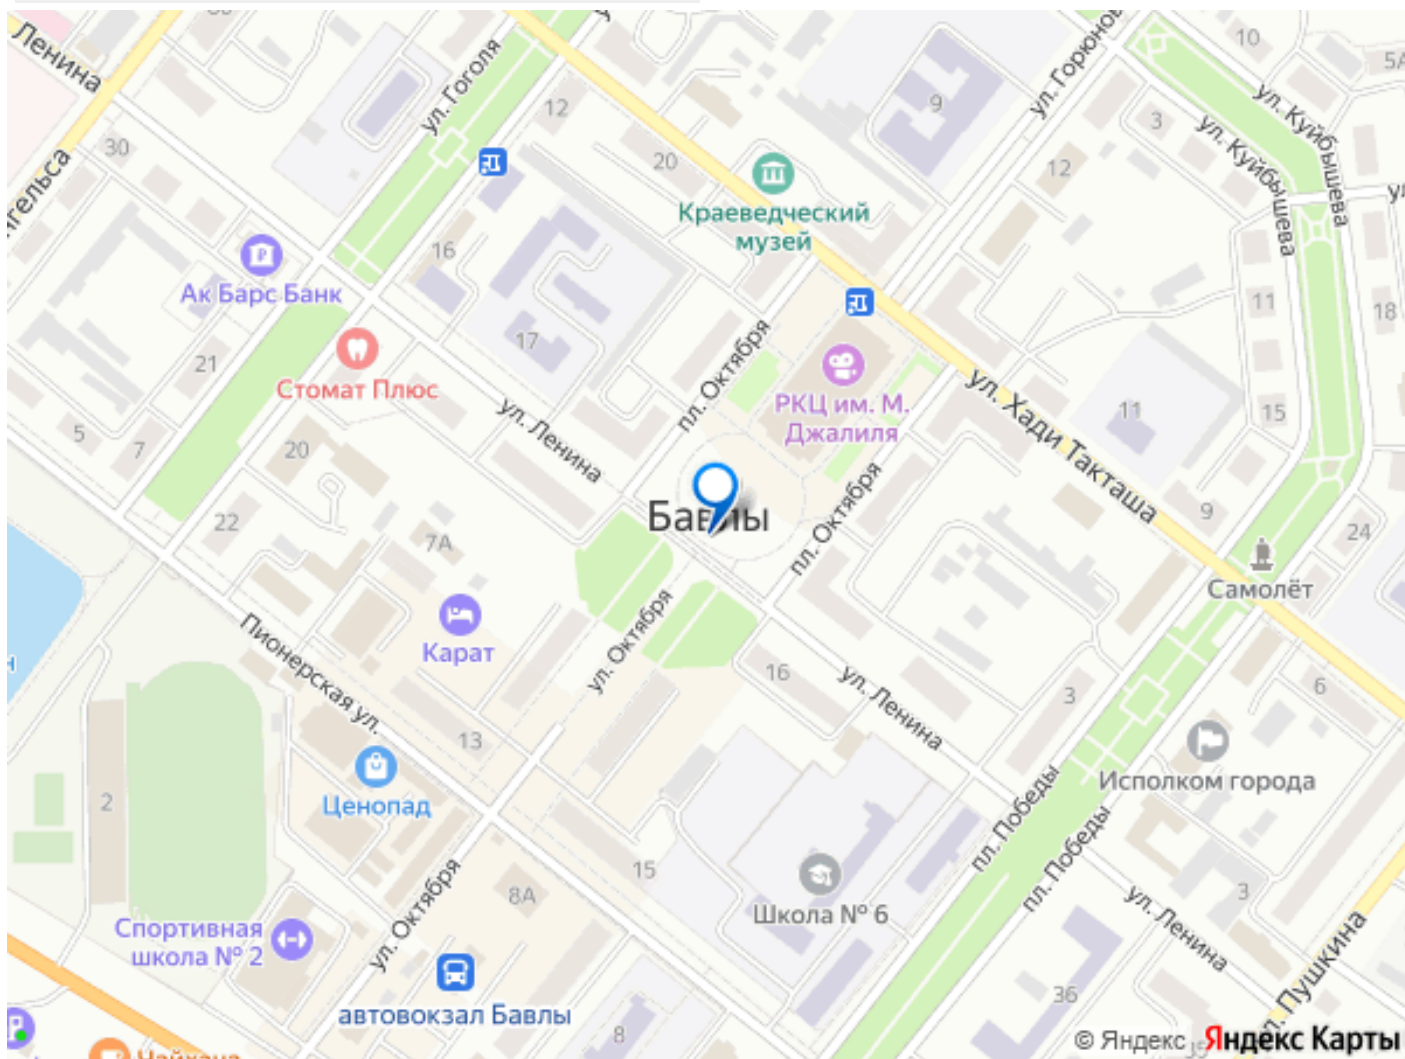 Ленина
ул. Гоголя
ул. Горюнов
10
5А
ул. Куйбышева
ул. Куйбышева
30
12
20
9
3
12
Краеведческий
музей
16
Ак Барс Банк
17
11
18
21
Стомат Плюс
пл. Октября
РКЦ им. М.
Джалиля
ул. Хади Такташа
11
15
5
7
20
ул. Ленина
22
7А
Бавлы
пл. Октября
9
24
Самолёт
Пионерская ул.
Карат
ул. Октября
16
ул. Ленина
3
6
13
Исполком города
Ценопад
2
пл. Победы
пл. Победы
15
8А
Школа № 6
3
ул. Ленина
Спортивная
школа № 2
ул. Октября
автовокзал Бавлы
8
36
ул. Пушкина
Чайхана
© Яндекс
Яндекс Карты